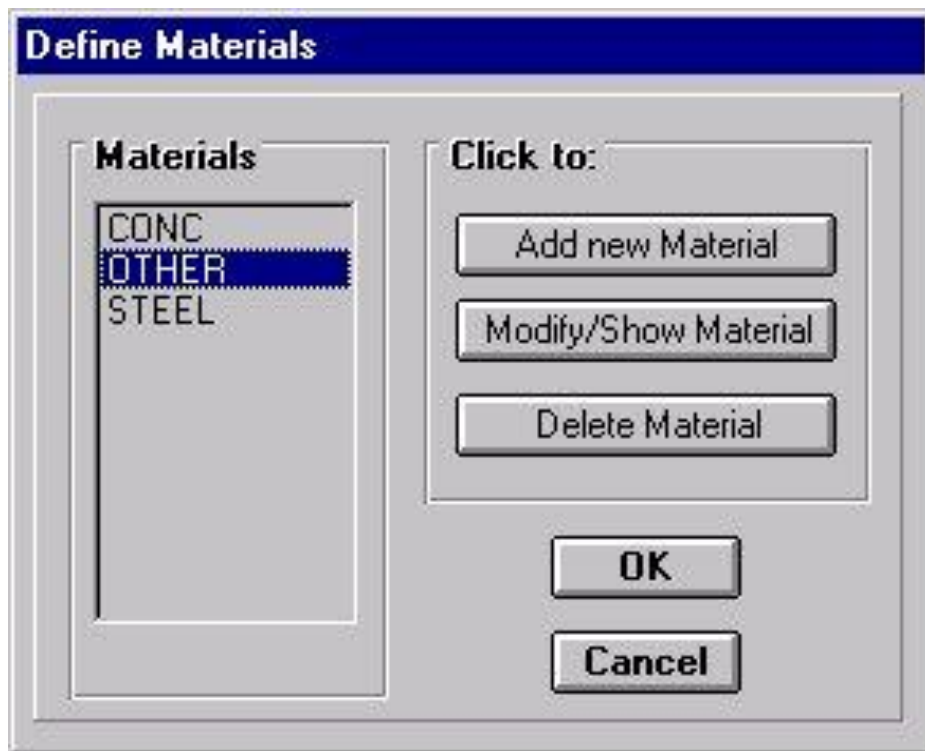 Define Materials
Materials
CONC
OTHER
STEEL
Click to:
Add new Material
Modify/Show Material
Delete Material
OK
Cancel